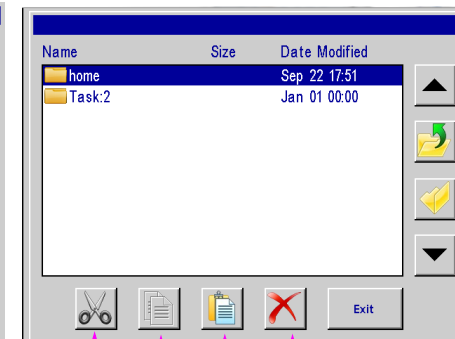 Name Size Date Modified
home Sep 22 17:51
Task:2 Jan 01 00:00
Exit